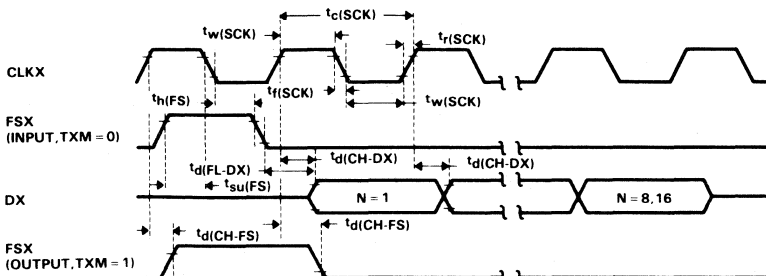 tc(SCK)
tw(SCK)
tr(SCK)
CLKX
th(FS)
tf(SCK)
tw(SCK)
FSX
(INPUT,TXM=0)
td(CH-DX)
td(CH-DX)
td(FL-DX)
tsu(FS)
DX
N = 1
N = 8,16
td(CH-FS)
td(CH-FS)
FSX
(OUTPUT,TXM=1)